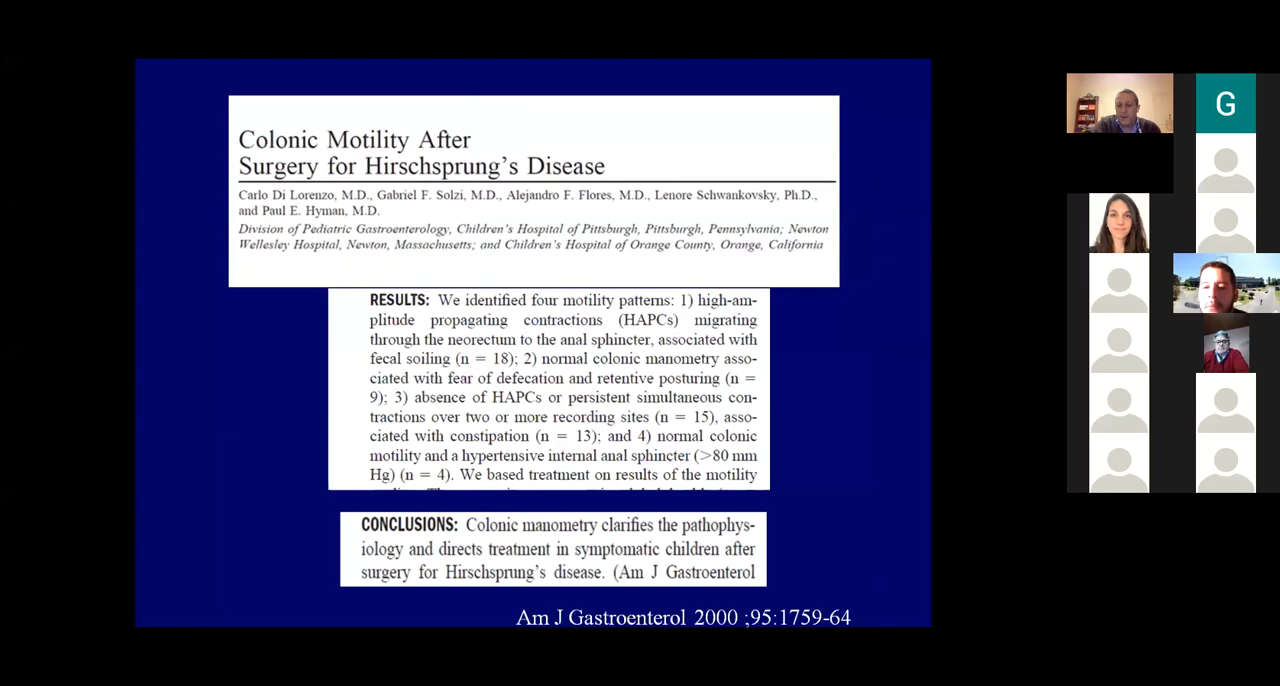 Colonic Motility After
Surgery for Hirschsprung's Disease
Carlo Di Lorenzo, M.D., Gabriel F. Solzi, M.D., Alejandro F. Flores, M.D., Lenore Schwankovsky, Ph.D.,
and Paul E. Hyman, M.D.
Division of Pediatric Gastroenterology, Children's Hospital of Pittsburgh, Pittsburgh, Pennsylvania; Newton
Wellesley Hospital, Newton, Massachusetts; and Children's Hospital of Orange County, Orange, California
RESULTS: We identified four motility patterns: 1) high-am-
plitude propagating contractions (HAPCs) migrating
through the neorectum to the anal sphincter, associated with
fecal soiling (n = 18); 2) normal colonic manometry asso-
ciated with fear of defecation and retentive posturing (n =
9); 3) absence of HAPCs or persistent simultaneous con-
tractions over two or more recording sites (n = 15), asso-
ciated with constipation (n = 13); and 4) normal colonic
motility and a hypertensive internal anal sphincter (>80 mm
Hg) (n = 4). We based treatment on results of the motility
CONCLUSIONS: Colonic manometry clarifies the pathophys-
iology and directs treatment in symptomatic children after
surgery for Hirschsprung's disease. (Am J Gastroenterol
Am J Gastroenterol 2000 ;95:1759-64
G